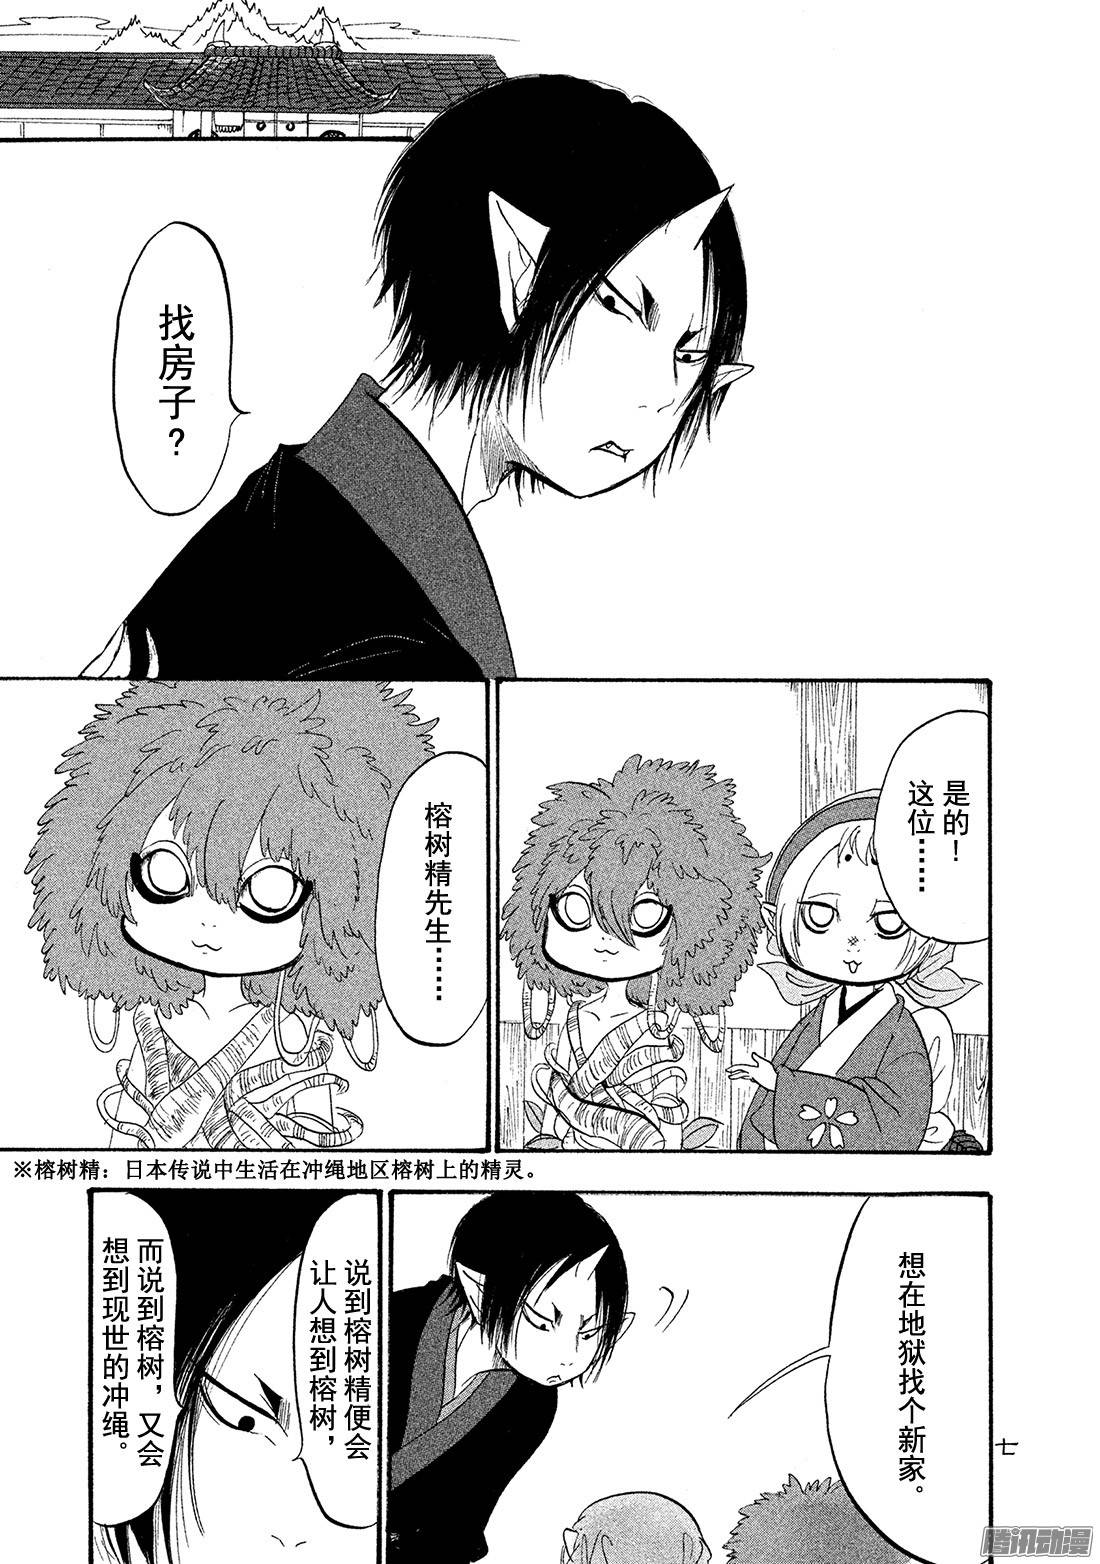 找房子？
是的！
这位……
榕树精先生……
※榕树精：日本传说中生活在冲绳地区榕树上的精灵。
想在地狱找个新家。
说到榕树精便会
让人想到榕树，
而说到榕树，又会
想到现世的冲绳。
七
腾讯动漫